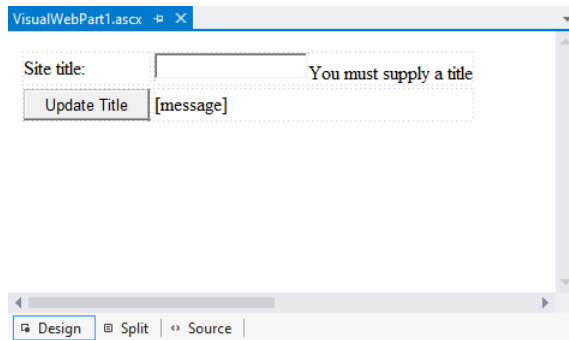 VisualWebPart1.ascx
Site title: You must supply a title
Update Title [message]
Design Split Source